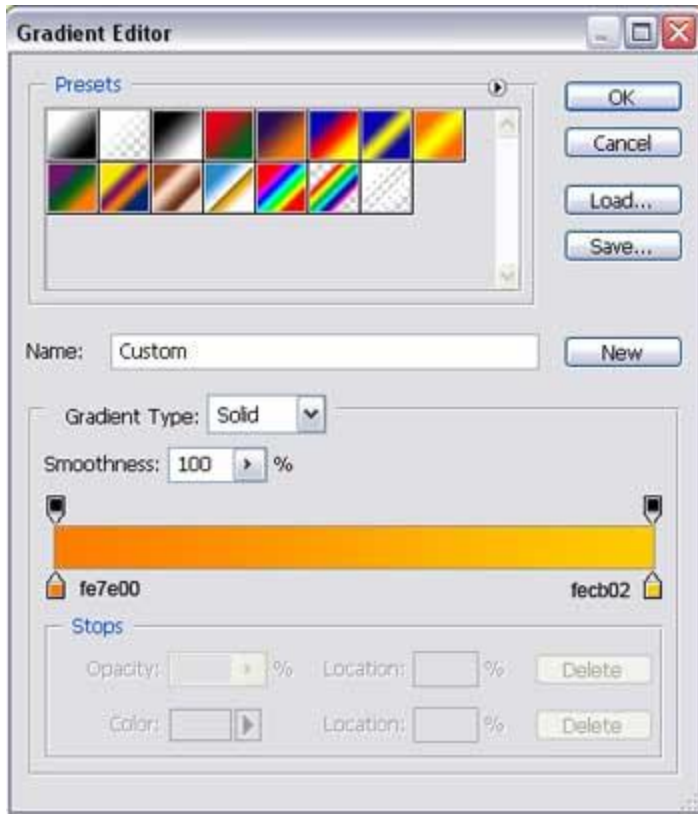 Gradient Editor
Presets
OK
Cancel
Load...
Save...
Name: Custom
New
Gradient Type: Solid
Smoothness: 100 %
fe7e00 fecb02
Stops
Opacity: % Location: % Delete
Color: Location: % Delete